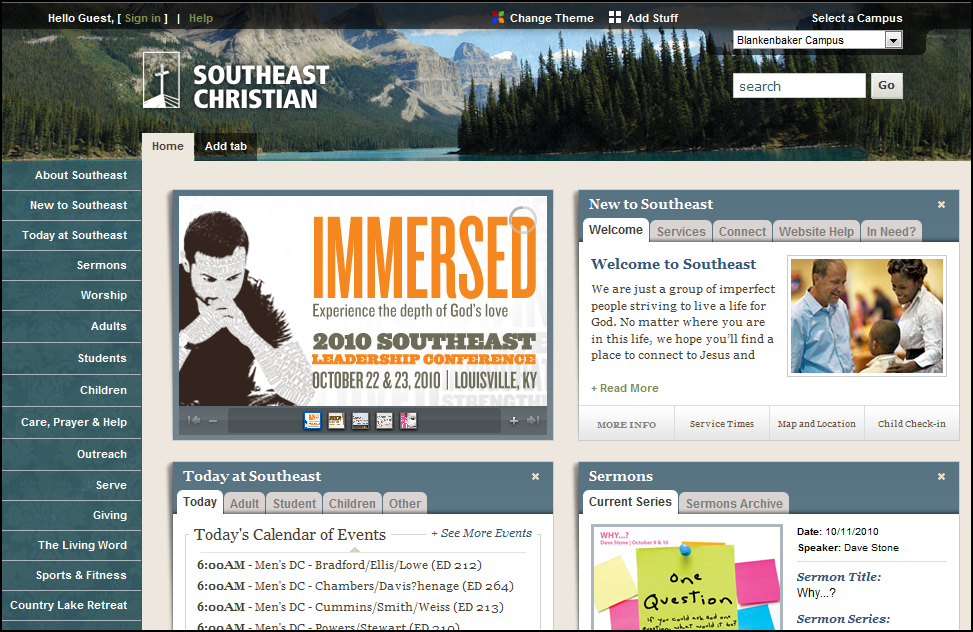 Hello Guest, [ Sign in ] | Help
Change Theme
Add Stuff
Select a Campus
Blankenbaker Campus
SOUTHEAST
CHRISTIAN
search
Go
Home
Add tab
About Southeast
New to Southeast
Today at Southeast
Sermons
Worship
Adults
Students
Children
Care, Prayer & Help
Outreach
Serve
Giving
The Living Word
Sports & Fitness
Country Lake Retreat
IMMERSED
Experience the depth of God's love
2010 SOUTHEAST
LEADERSHIP CONFERENCE
OCTOBER 22 & 23, 2010 | LOUISVILLE, KY
New to Southeast
Welcome
Services
Connect
Website Help
In Need?
Welcome to Southeast
We are just a group of imperfect
people striving to live a life for
God. No matter where you are
in this life, we hope you'll find a
place to connect to Jesus and
+ Read More
MORE INFO
Service Times
Map and Location
Child Check-in
Today at Southeast
Today
Adult
Student
Children
Other
Today's Calendar of Events
+ See More Events
6:00AM - Men's DC - Bradford/Ellis/Lowe (ED 212)
6:00AM - Men's DC - Chambers/Davis?henage (ED 264)
6:00AM - Men's DC - Cummins/Smith/Weiss (ED 213)
6:00AM - Men's DC - Powers/Stewart (ED 210)
Sermons
Current Series
Sermons Archive
WHY...?
Dave Stone | October 9 & 10
one
Question
If you could ask God one
question, what would it be?
Date: 10/11/2010
Speaker: Dave Stone
Sermon Title:
Why...?
Sermon Series: